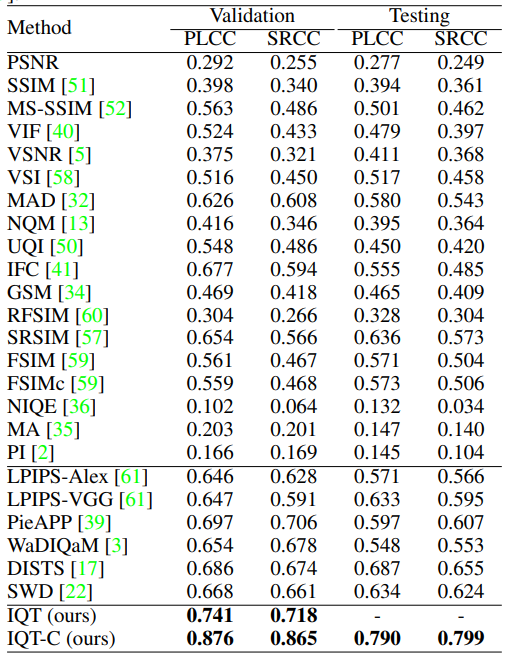 Method Validation Testing
PLCC SRCC PLCC SRCC
PSNR 0.292 0.255 0.277 0.249
SSIM [51] 0.398 0.340 0.394 0.361
MS-SSIM [52] 0.563 0.486 0.501 0.462
VIF [40] 0.524 0.433 0.479 0.397
VSNR [5] 0.375 0.321 0.411 0.368
VSI [58] 0.516 0.450 0.517 0.458
MAD [32] 0.626 0.608 0.580 0.543
NQM [13] 0.416 0.346 0.395 0.364
UQI [50] 0.548 0.486 0.450 0.420
IFC [41] 0.677 0.594 0.555 0.485
GSM [34] 0.469 0.418 0.465 0.409
RFSIM [60] 0.304 0.266 0.328 0.304
SRSIM [57] 0.654 0.566 0.636 0.573
FSIM [59] 0.561 0.467 0.571 0.504
FSIMc [59] 0.559 0.468 0.573 0.506
NIQE [36] 0.102 0.064 0.132 0.034
MA [35] 0.203 0.201 0.147 0.140
PI [2] 0.166 0.169 0.145 0.104
LPIPS-Alex [61] 0.646 0.628 0.571 0.566
LPIPS-VGG [61] 0.647 0.591 0.633 0.595
PieAPP [39] 0.697 0.706 0.597 0.607
WaDIQaM [3] 0.654 0.678 0.548 0.553
DISTS [17] 0.686 0.674 0.687 0.655
SWD [22] 0.668 0.661 0.634 0.624
IQT (ours) 0.741 0.718 - -
IQT-C (ours) 0.876 0.865 0.790 0.799